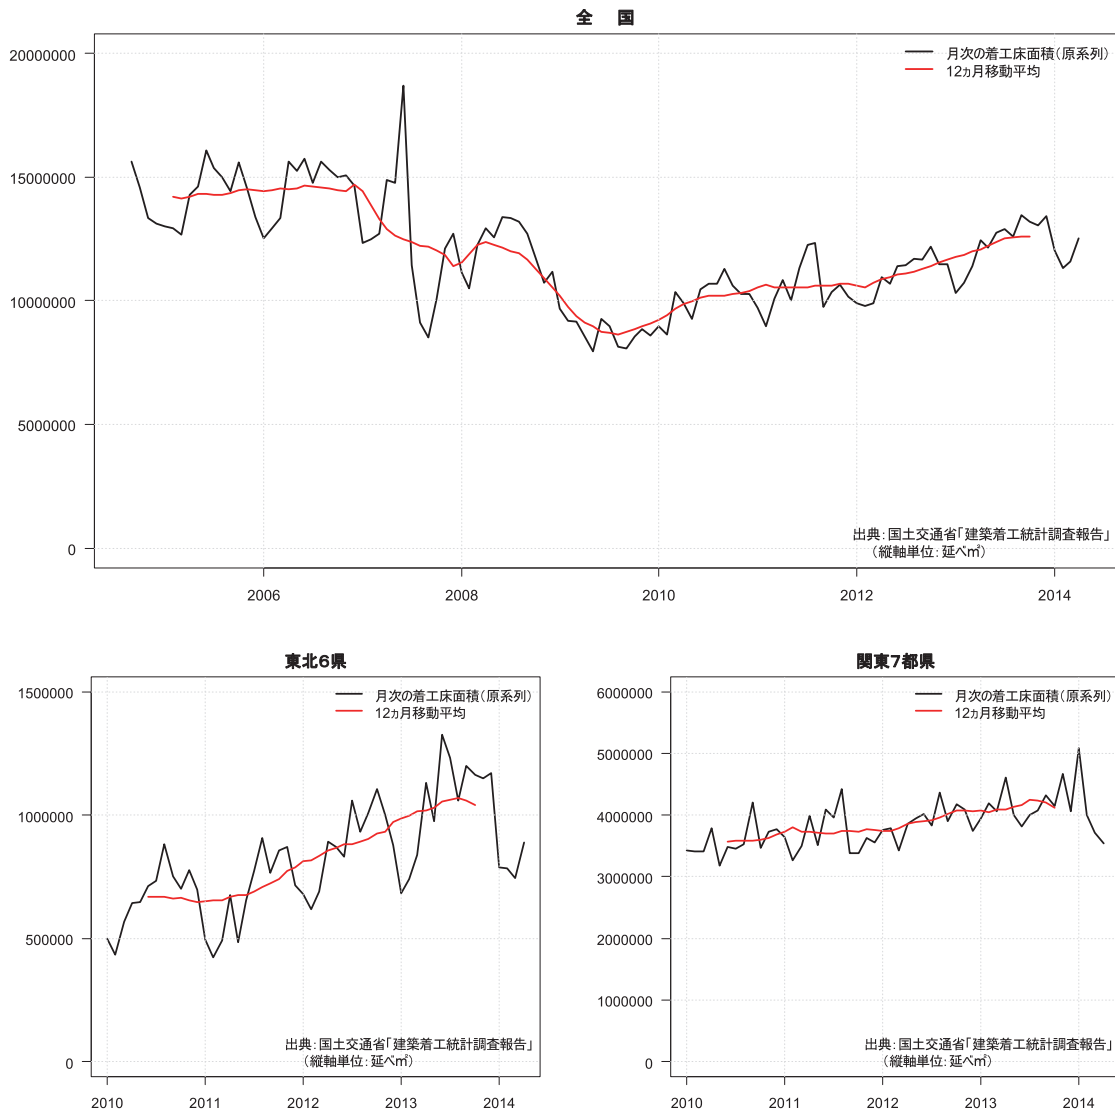 全 国
20000000
15000000
10000000
5000000
0
月次の着工床面積（原系列）
12ヵ月移動平均
出典：国土交通省「建築着工統計調査報告」
（縦軸単位：延べ㎡）
2006
2008
2010
2012
2014
東北6県
1500000
1000000
500000
0
月次の着工床面積（原系列）
12ヵ月移動平均
出典：国土交通省「建築着工統計調査報告」
（縦軸単位：延べ㎡）
2010
2011
2012
2013
2014
関東7都県
6000000
5000000
4000000
3000000
2000000
1000000
0
月次の着工床面積（原系列）
12ヵ月移動平均
出典：国土交通省「建築着工統計調査報告」
（縦軸単位：延べ㎡）
2010
2011
2012
2013
2014